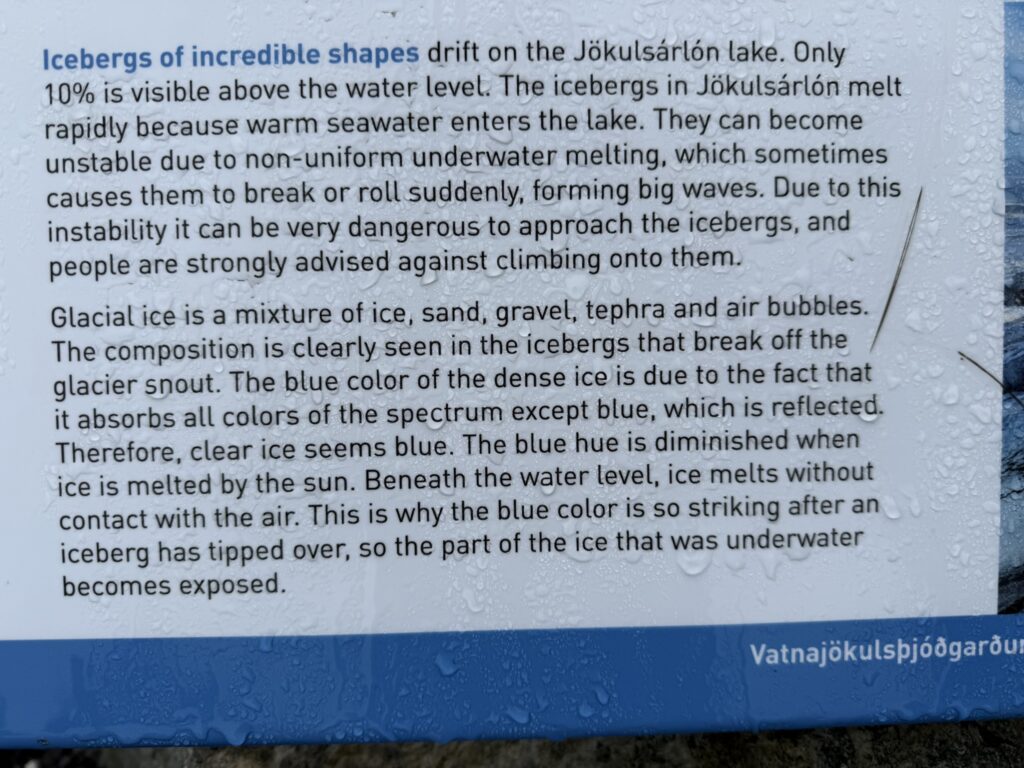 Icebergs of incredible shapes drift on the Jökulsárlón lake. Only
10% is visible above the water level. The icebergs in Jökulsárlón melt
rapidly because warm seawater enters the lake. They can become
unstable due to non-uniform underwater melting, which sometimes
causes them to break or roll suddenly, forming big waves. Due to this
instability it can be very dangerous to approach the icebergs, and
people are strongly advised against climbing onto them.
Glacial ice is a mixture of ice, sand, gravel, tephra and air bubbles.
The composition is clearly seen in the icebergs that break off the
glacier snout. The blue color of the dense ice is due to the fact that
it absorbs all colors of the spectrum except blue, which is reflected.
Therefore, clear ice seems blue. The blue hue is diminished when
ice is melted by the sun. Beneath the water level, ice melts without
contact with the air. This is why the blue color is so striking after an
iceberg has tipped over, so the part of the ice that was underwater
becomes exposed.
Vatnajökulsþjóðgarður